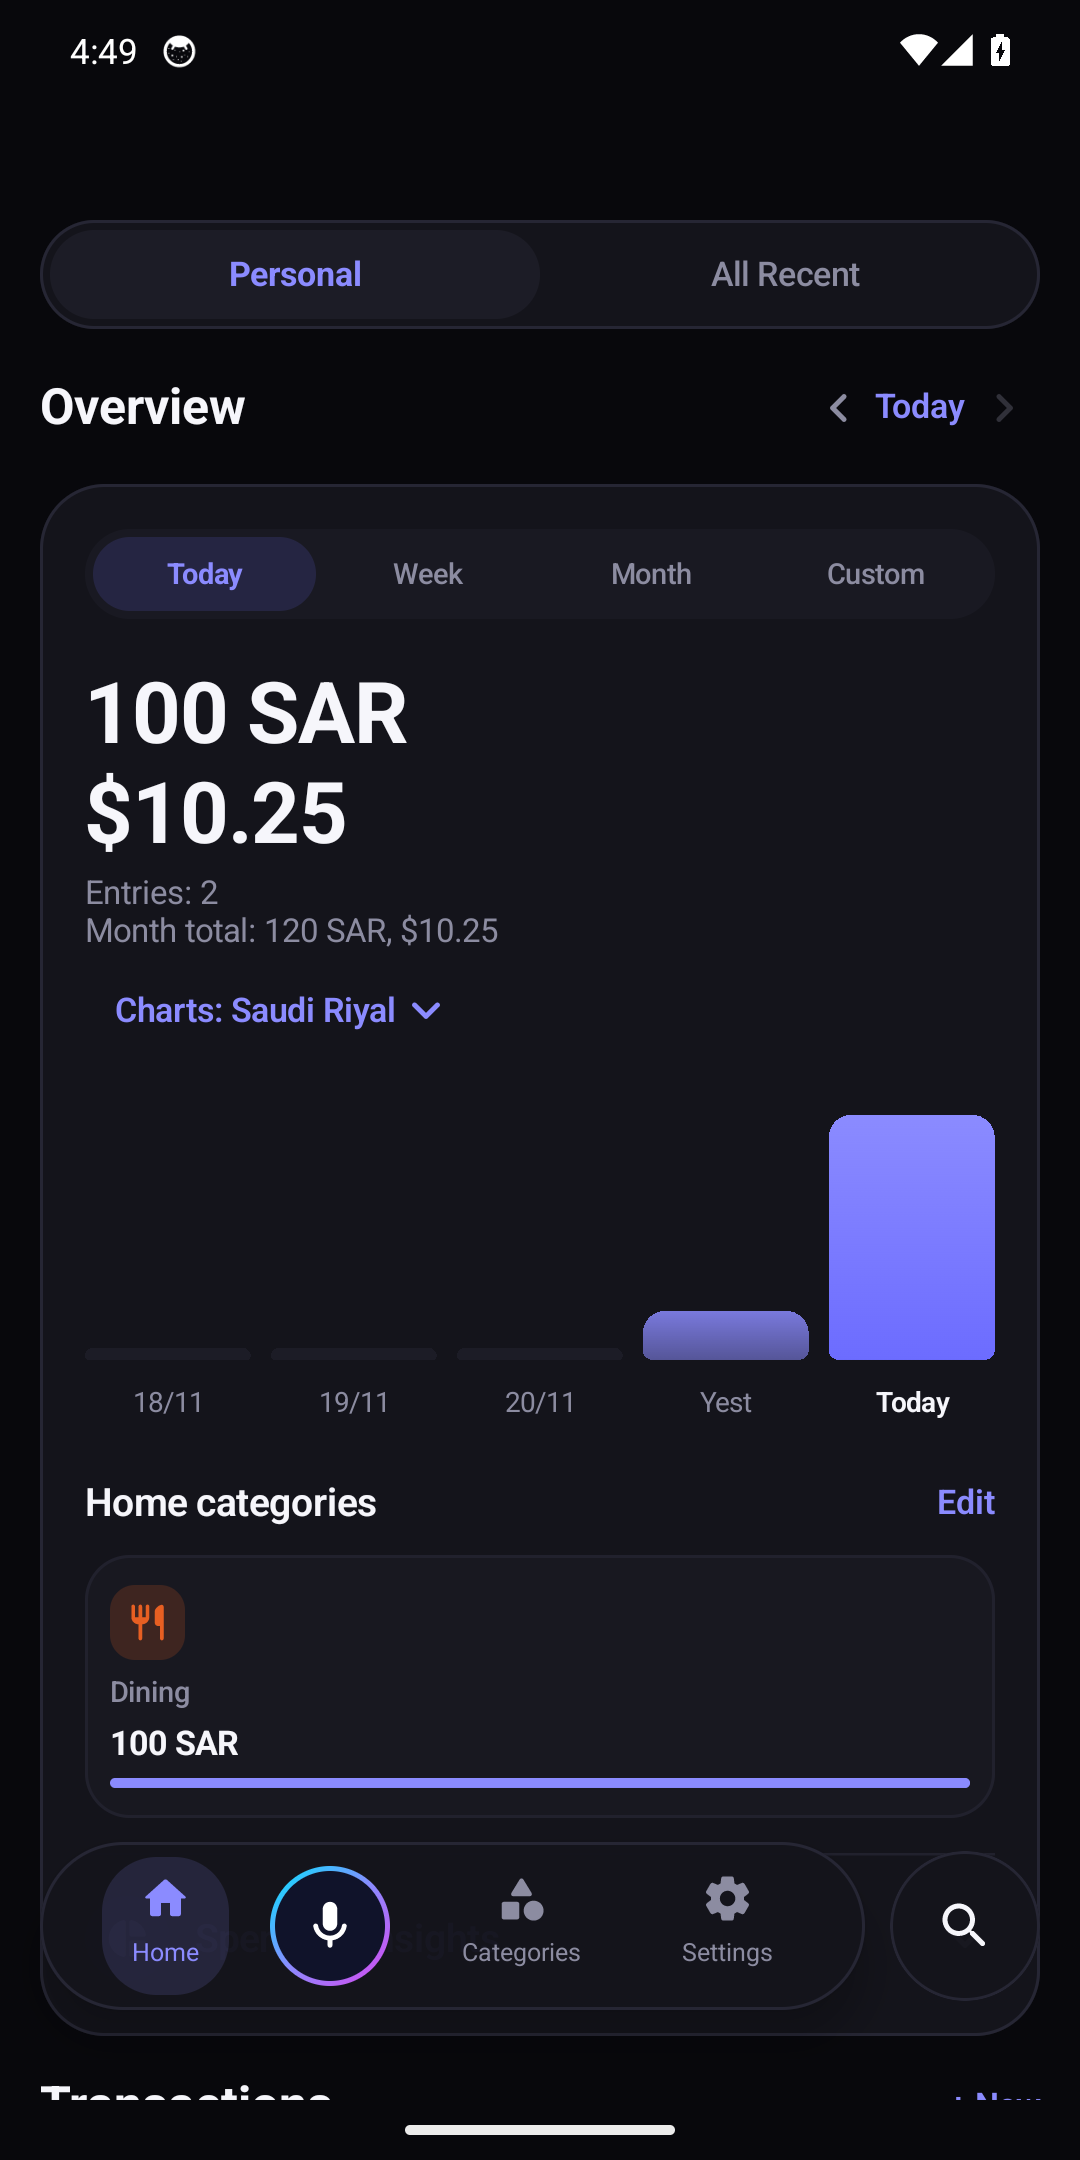 4:49
Personal
All Recent
Overview
Today
Today
Week
Month
Custom
100 SAR
$10.25
Entries: 2
Month total: 120 SAR, $10.25
Charts: Saudi Riyal
18/11
19/11
20/11
Yest
Today
Home categories
Edit
Dining
100 SAR
Home
Categories
Settings
Transactions
+ New